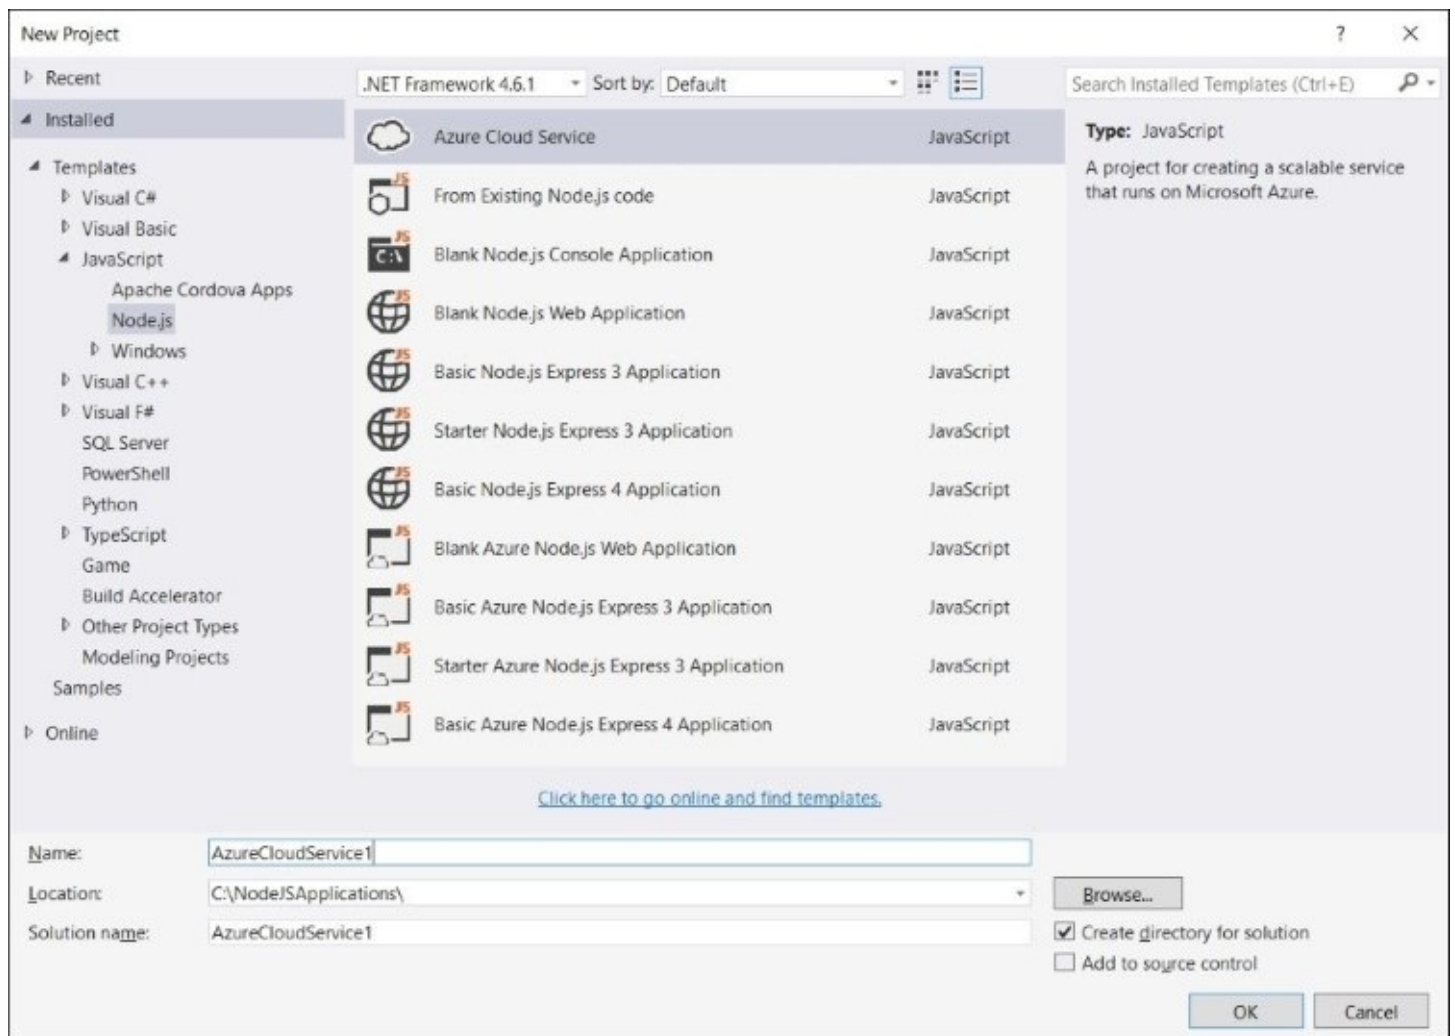 New Project
?
Recent
.NET Framework 4.6.1
Sort by: Default
Search Installed Templates (Ctrl+E)
Installed
Templates
Visual C#
Visual Basic
JavaScript
Apache Cordova Apps
Node.js
Windows
Visual C++
Visual F#
SQL Server
PowerShell
Python
TypeScript
Game
Build Accelerator
Other Project Types
Modeling Projects
Samples
Online
Azure Cloud Service JavaScript
From Existing Node.js code JavaScript
Blank Node.js Console Application JavaScript
Blank Node.js Web Application JavaScript
Basic Node.js Express 3 Application JavaScript
Starter Node.js Express 3 Application JavaScript
Basic Node.js Express 4 Application JavaScript
Blank Azure Node.js Web Application JavaScript
Basic Azure Node.js Express 3 Application JavaScript
Starter Azure Node.js Express 3 Application JavaScript
Basic Azure Node.js Express 4 Application JavaScript
Type: JavaScript
A project for creating a scalable service
that runs on Microsoft Azure.
Click here to go online and find templates.
Name: AzureCloudService1
Location: C:\NodeJSApplications\
Browse...
Solution name: AzureCloudService1
Create directory for solution
Add to source control
OK
Cancel